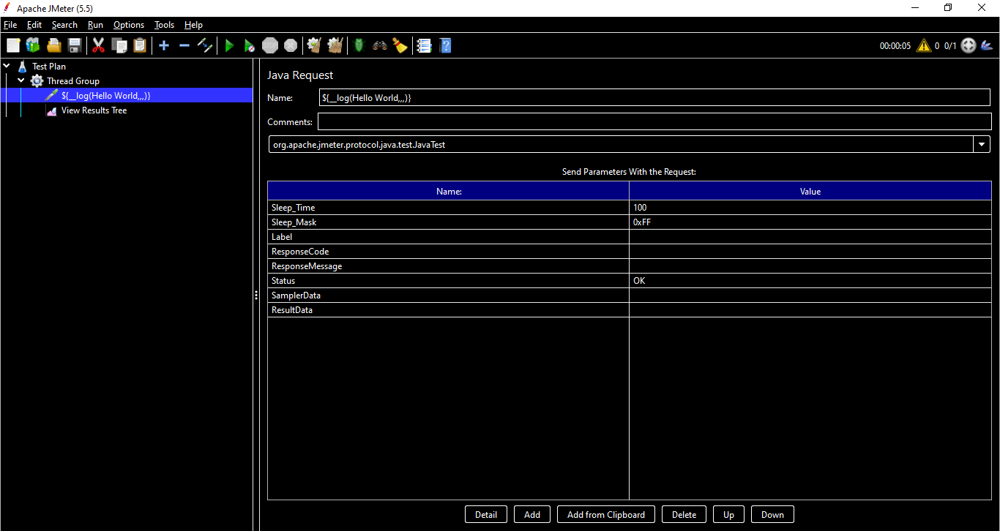 Apache JMeter (5.5)
File Edit Search Run Options Tools Help
00:00:05 0 0/1
Test Plan
Thread Group
${__log(Hello World,,,)}
View Results Tree
Java Request
Name: ${__log(Hello World,,,)}
Comments:
org.apache.jmeter.protocol.java.test.JavaTest
Send Parameters With the Request:
Name: Value
Sleep_Time 100
Sleep_Mask 0xFF
Label
ResponseCode
ResponseMessage
Status OK
SamplerData
ResultData
Detail Add Add from Clipboard Delete Up Down